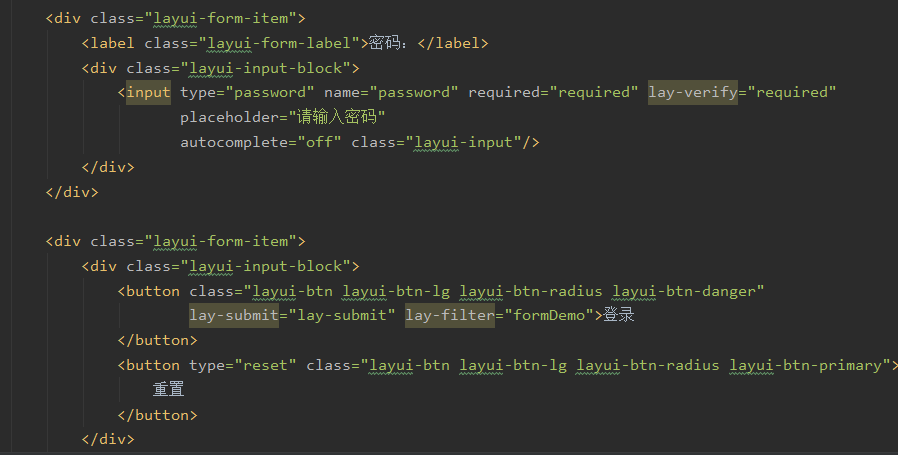 <div class="layui-form-item">
<label class="layui-form-label">密码：</label>
<div class="layui-input-block">
<input type="password" name="password" required="required" lay-verify="required"
placeholder="请输入密码"
autocomplete="off" class="layui-input"/>
</div>
</div>
<div class="layui-form-item">
<div class="layui-input-block">
<button class="layui-btn layui-btn-lg layui-btn-radius layui-btn-danger"
lay-submit="lay-submit" lay-filter="formDemo">登录
</button>
<button type="reset" class="layui-btn layui-btn-lg layui-btn-radius layui-btn-primary">
重置
</button>
</div>